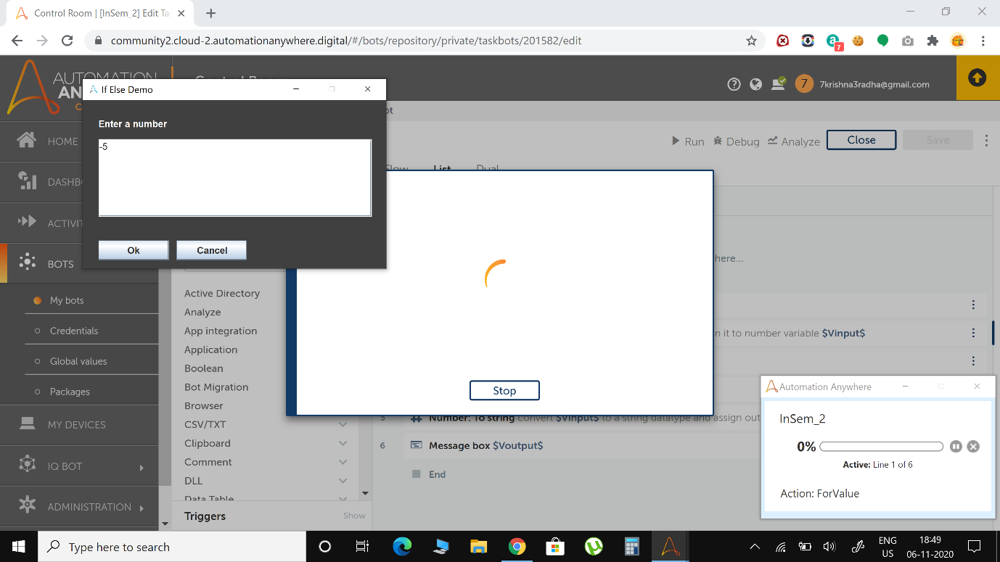 Control Room | [InSem_2] Edit Ta
community2.cloud-2.automationanywhere.digital/#/bots/repository/private/taskbots/201582/edit
7
AUTOMATION
AN
C
If Else Demo
7
7krishna3radha@gmail.com
Enter a number
-5
Ok
Cancel
HOME
DASHB
ACTIVIT
BOTS
My bots
Credentials
Global values
Packages
MY DEVICES
IQ BOT
ADMINISTRATION
Run
Debug
Analyze
Close
Save
Flow
List
Dual
here...
Active Directory
Analyze
App integration
Application
Boolean
Bot Migration
Browser
CSV/TXT
Clipboard
Comment
DLL
Data Table
Triggers
Show
Stop
n it to number variable $Vinput$
5 Number: To string convert $Vinput$ to a string datatype and assign out
6 Message box $Voutput$
End
Automation Anywhere
InSem_2
0%
Active: Line 1 of 6
Action: ForValue
Type here to search
ENG
US
18:49
06-11-2020